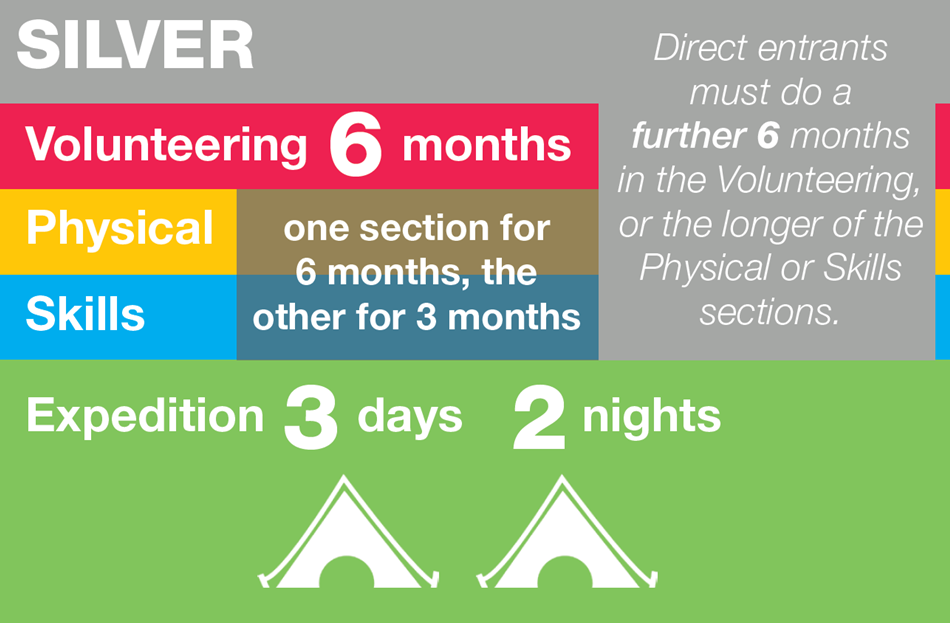 SILVER
Volunteering 6 months
Physical
Skills
one section for
6 months, the
other for 3 months
Direct entrants
must do a
further 6 months
in the Volunteering,
or the longer of the
Physical or Skills
sections.
Expedition 3 days 2 nights